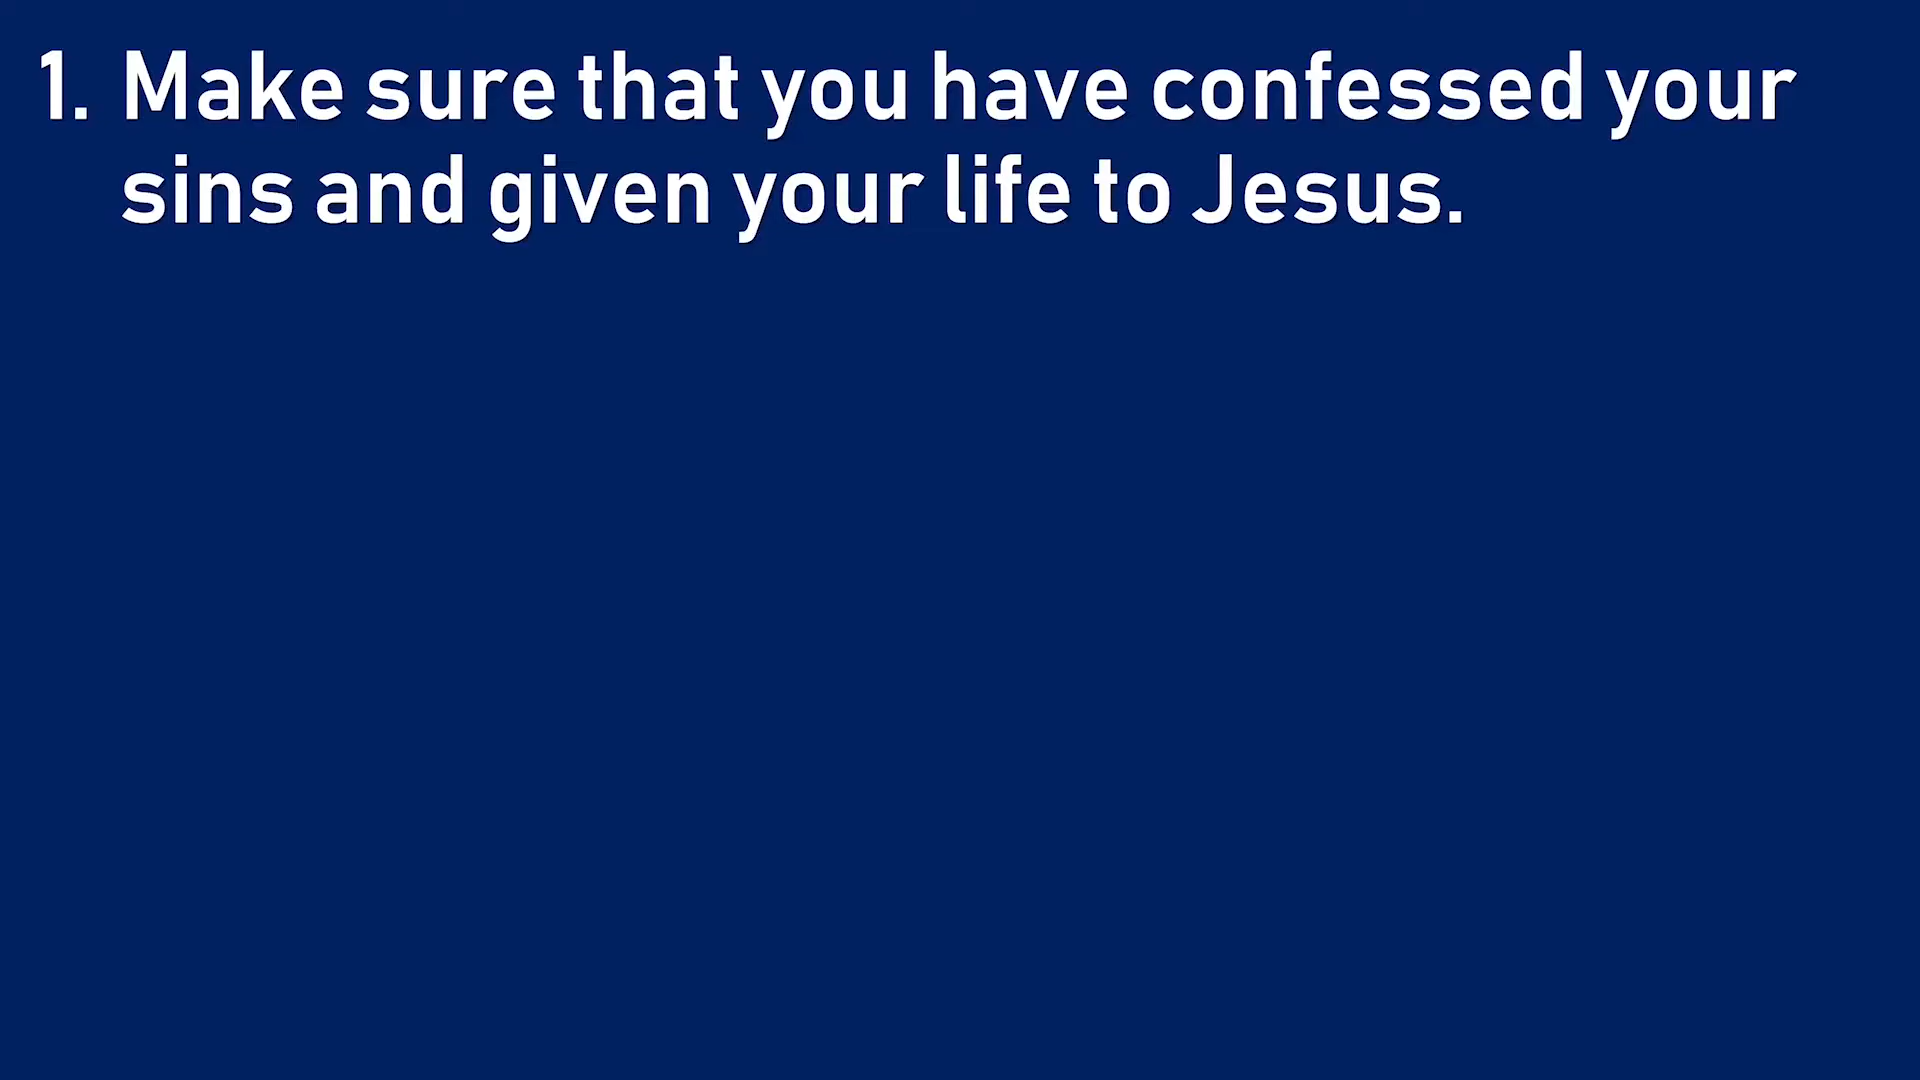 1. Make sure that you have confessed your
sins and given your life to Jesus.